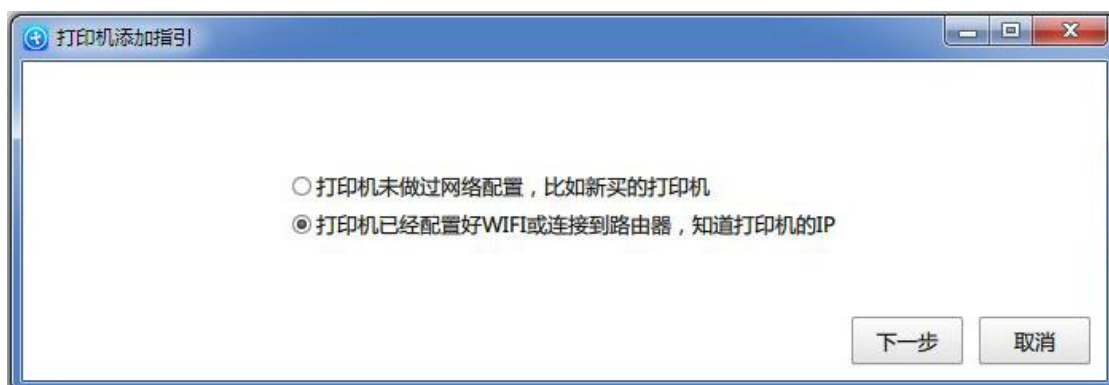 打印机添加指引
打印机未做过网络配置，比如新买的打印机
打印机已经配置好WIFI或连接到路由器，知道打印机的IP
下一步
取消